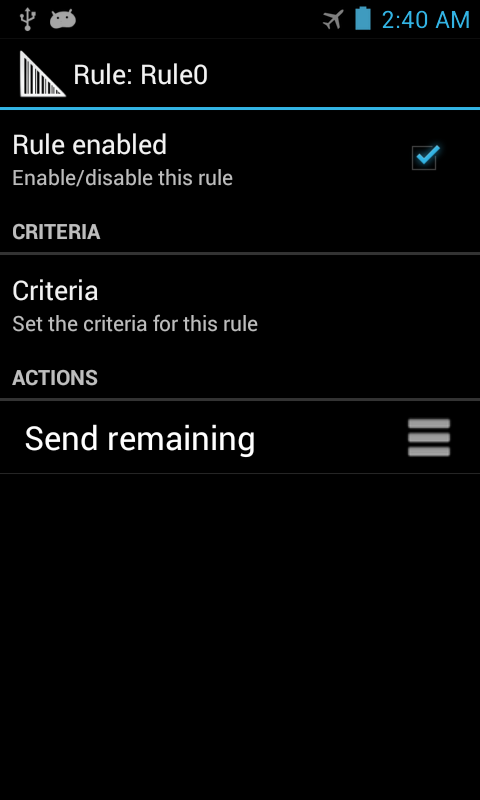 2:40 AM
Rule: Rule0
Rule enabled
Enable/disable this rule
CRITERIA
Criteria
Set the criteria for this rule
ACTIONS
Send remaining